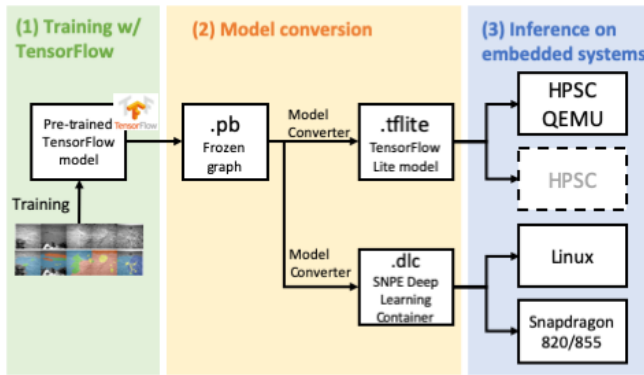 (1) Training w/
TensorFlow
TensorFlow
Pre-trained
TensorFlow
model
Training
(2) Model conversion
.pb
Frozen
graph
Model
Converter
.tflite
TensorFlow
Lite model
Model
Converter
.dlc
SNPE Deep
Learning
Container
(3) Inference on
embedded systems
HPSC
QEMU
HPSC
Linux
Snapdragon
820/855